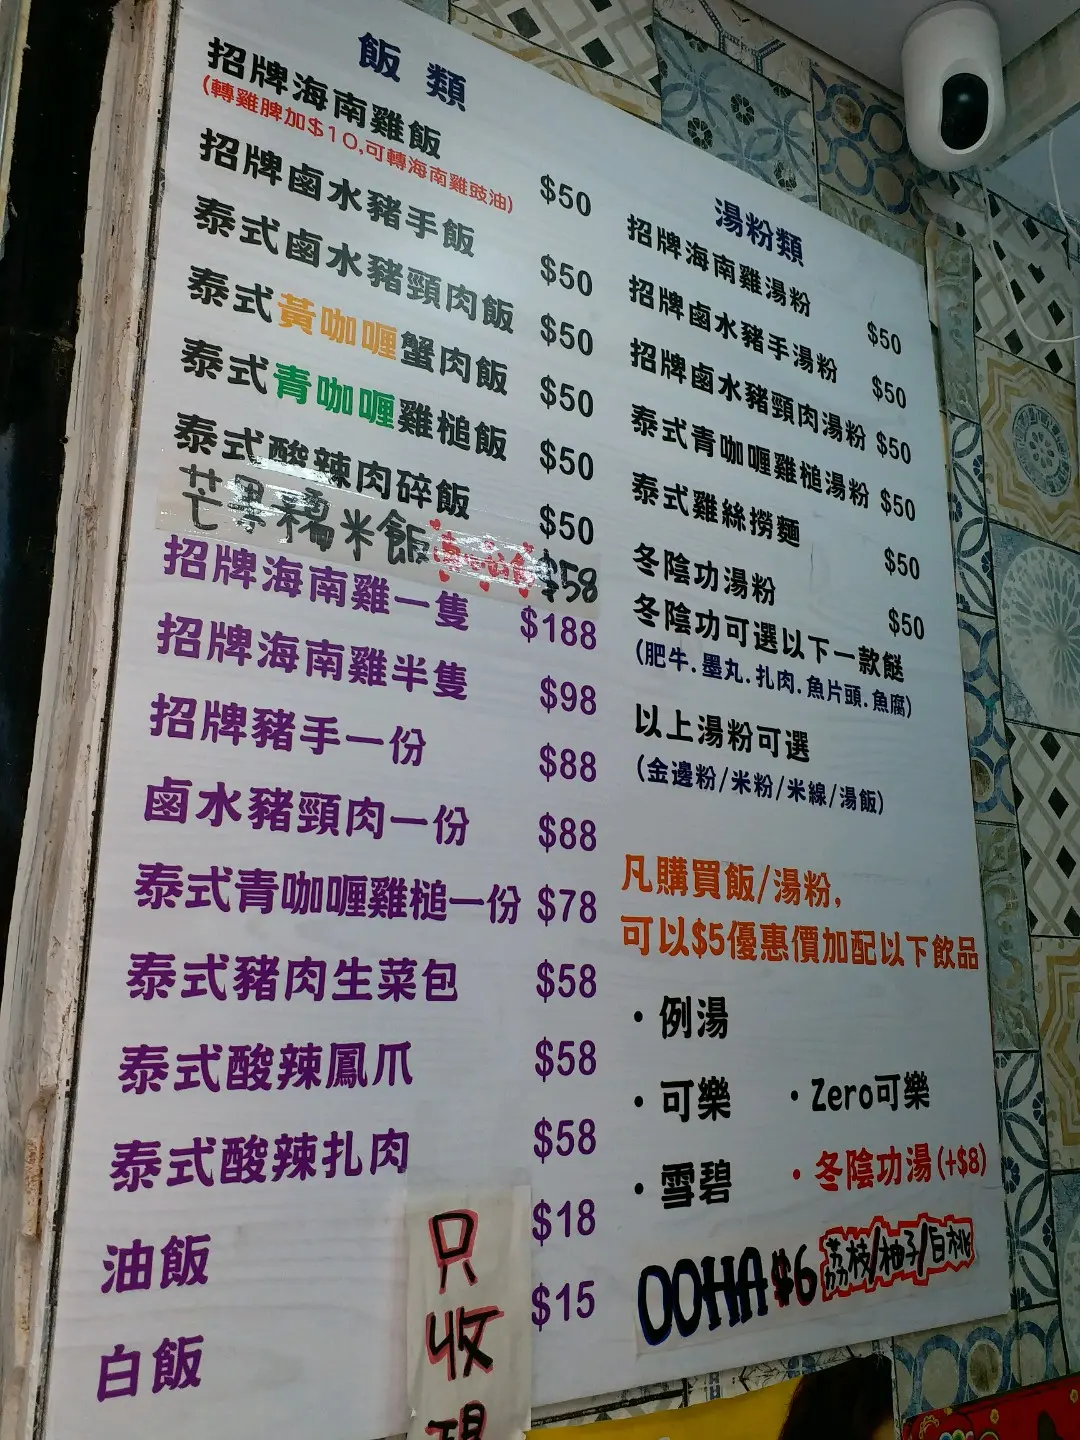 飯類
招牌海南雞飯 $50
(轉雞脾加$10,可轉海南雞豉油)
招牌鹵水豬手飯 $50
泰式鹵水豬頸肉飯 $50
泰式黃咖喱蟹肉飯 $50
泰式青咖喱雞槌飯 $50
泰式酸辣肉碎飯 $50
芒果糯米飯 $58
招牌海南雞一隻 $188
招牌海南雞半隻 $98
招牌豬手一份 $88
鹵水豬頸肉一份 $88
泰式青咖喱雞槌一份 $78
泰式豬肉生菜包 $58
泰式酸辣鳳爪 $58
泰式酸辣扎肉 $58
油飯 $18
白飯 $15
只收現
湯粉類
招牌海南雞湯粉 $50
招牌鹵水豬手湯粉 $50
招牌鹵水豬頸肉湯粉 $50
泰式青咖喱雞槌湯粉 $50
泰式雞絲撈麵 $50
冬陰功湯粉 $50
冬陰功可選以下一款餸
(肥牛.墨丸.扎肉.魚片頭.魚腐)
以上湯粉可選
(金邊粉/米粉/米線/湯飯)
凡購買飯/湯粉,
可以$5優惠價加配以下飲品
・例湯
・可樂 ・Zero可樂
・雪碧 ・冬陰功湯(+$8)
OOHA $6 荔枝/柚子/白桃